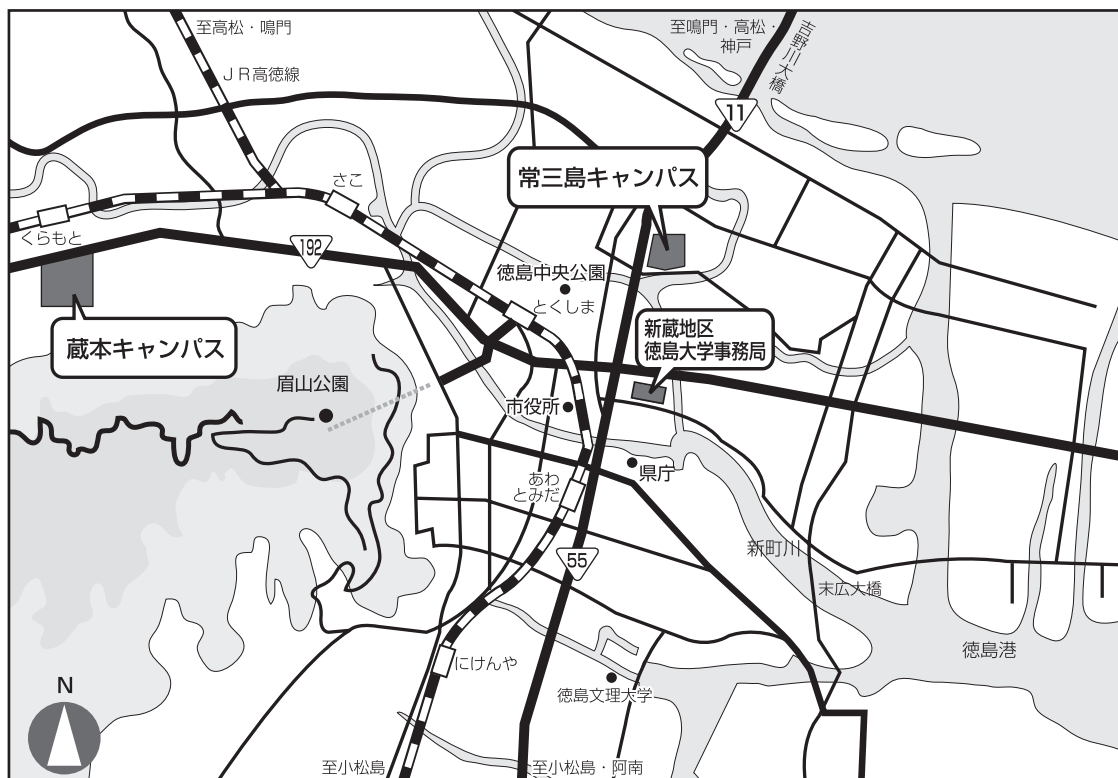 至高松・鳴門
至鳴門・高松・
神戸
吉野川大橋
JR高徳線
11
常三島キャンパス
さこ
くらもと
192
徳島中央公園
とくしま
新蔵地区
徳島大学事務局
蔵本キャンパス
眉山公園
市役所
県庁
あわ
とみだ
新町川
55
末広大橋
徳島港
にけんや
徳島文理大学
N
至小松島
至小松島・阿南